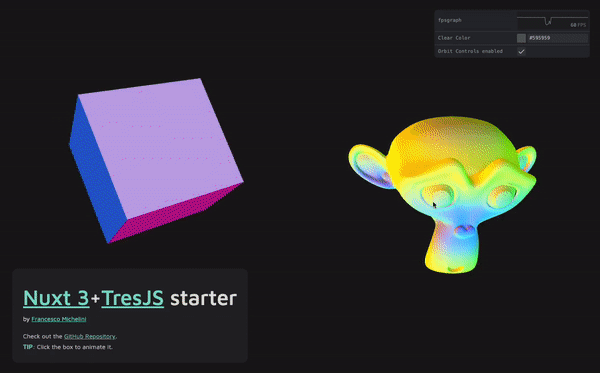 fpsgraph
60 FPS
Clear Color
#595959
Orbit Controls enabled
Nuxt 3+TresJS starter
by Francesco Michelini
Check out the GitHub Repository.
TIP: Click the box to animate it.